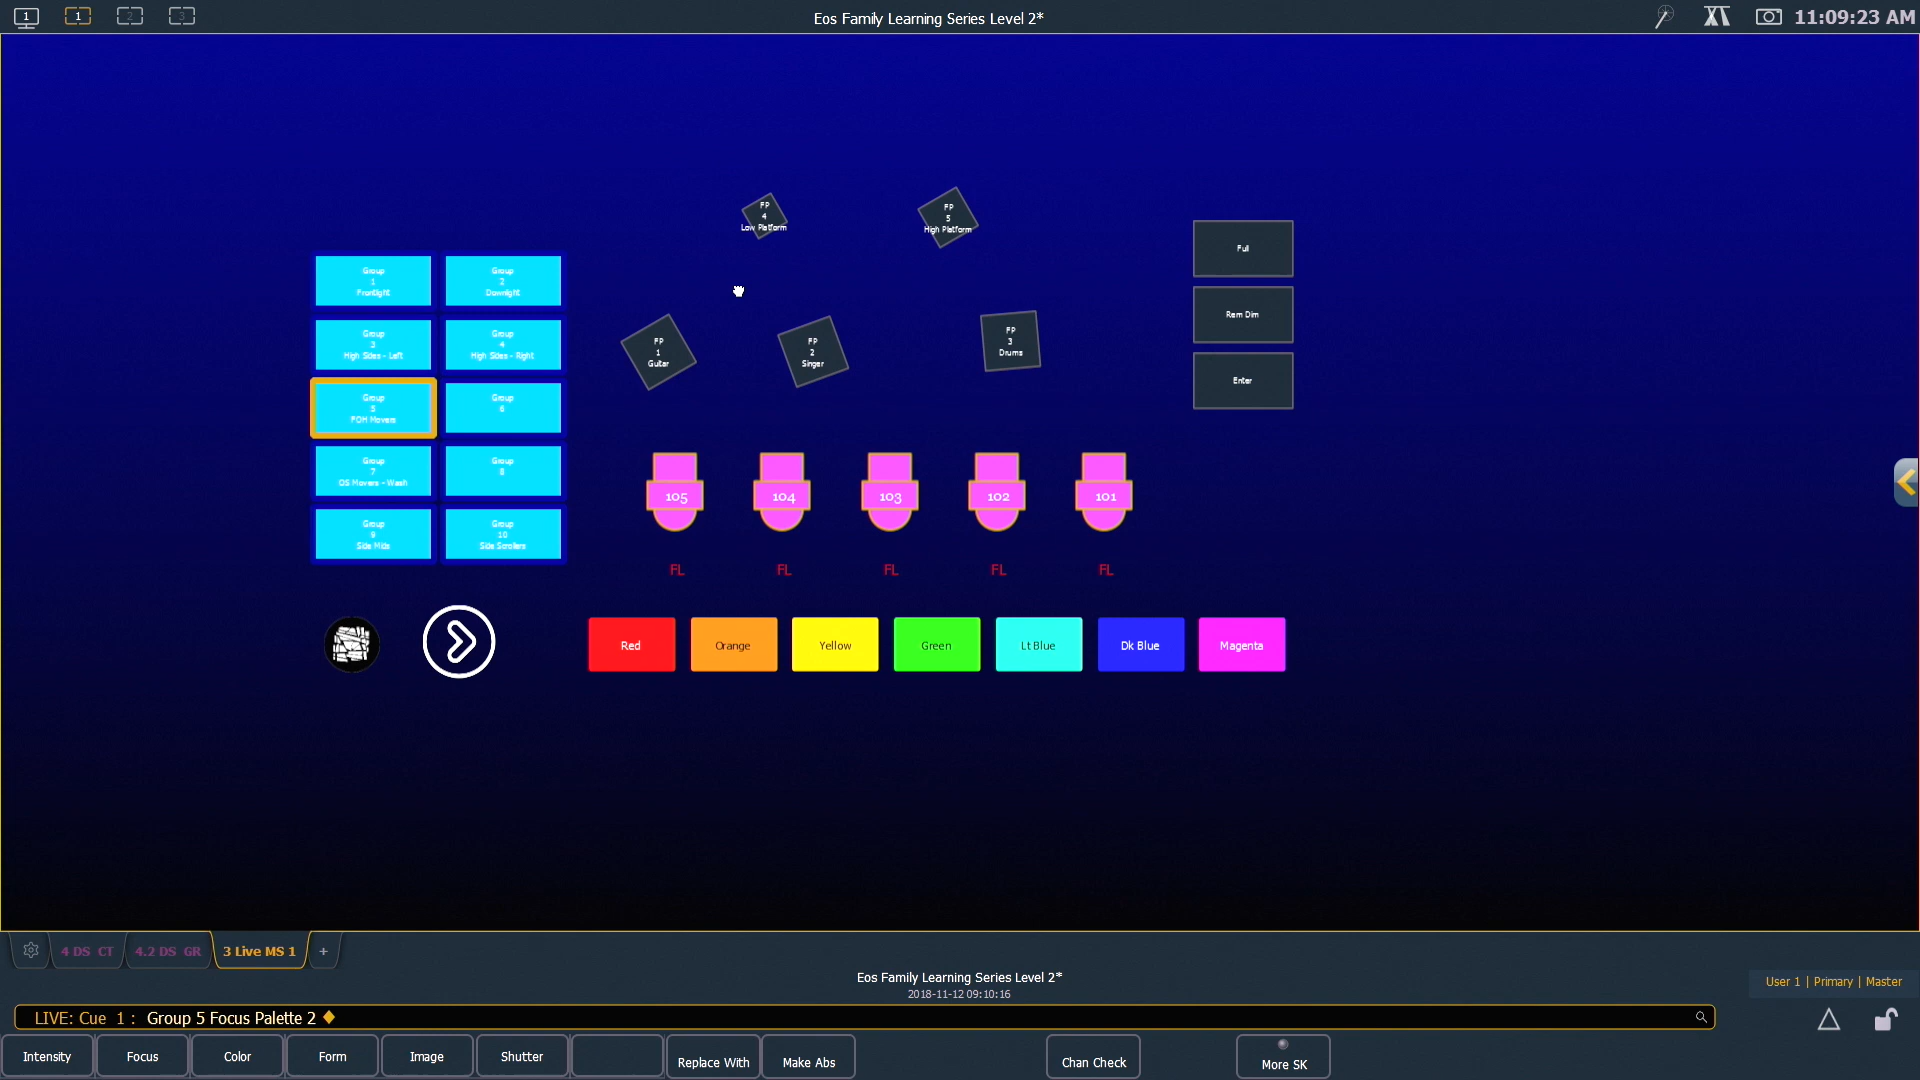 1
1
2
3
Eos Family Learning Series Level 2*
11:09:23 AM
FP
4
Low Platform
FP
5
High Platform
Full
Group
1
Frontlight
Group
2
Downlight
Rem Dim
Group
3
High Sides - Left
Group
4
High Sides - Right
FP
1
Guitar
FP
2
Singer
FP
3
Drums
Enter
Group
5
FOH Movers
Group
6
Group
7
OS Movers - Wash
Group
8
105
104
103
102
101
Group
9
Side Mids
Group
10
Side Scrollers
FL
FL
FL
FL
FL
Red
Orange
Yellow
Green
Lt Blue
Dk Blue
Magenta
4 DS CT
4.2 DS GR
3 Live MS 1
+
Eos Family Learning Series Level 2*
2018-11-12 09:10:16
User 1 | Primary | Master
LIVE: Cue 1 : Group 5 Focus Palette 2
Intensity
Focus
Color
Form
Image
Shutter
Replace With
Make Abs
Chan Check
More SK